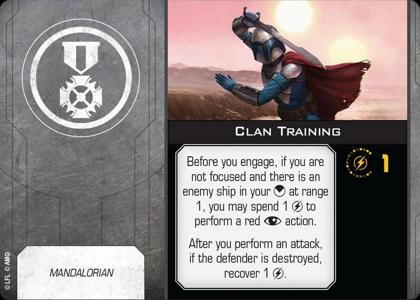 CLAN TRAINING
Before you engage, if you are
not focused and there is an
enemy ship in your at range
1, you may spend 1 to
perform a red action.
After you perform an attack,
if the defender is destroyed,
recover 1 .
1
MANDALORIAN
© LFL © AMG